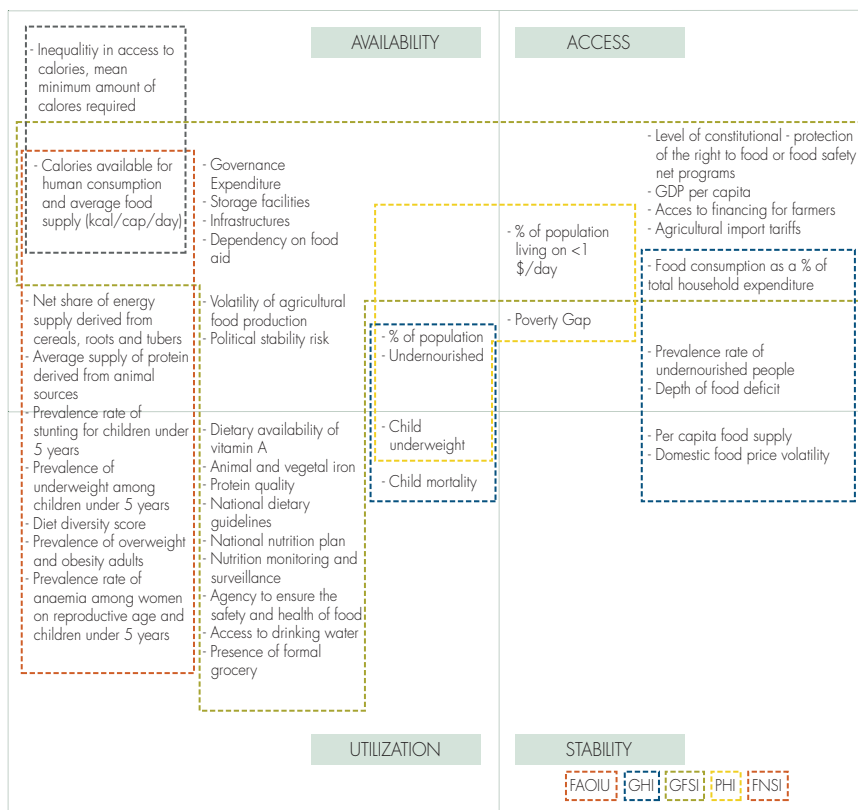 AVAILABILITY
ACCESS
- Inequalitiy in access to
calories, mean
minimum amount of
calores required
- Calories available for
human consumption
and average food
supply (kcal/cap/day)
- Governance
Expenditure
- Storage facilities
- Infrastructures
- Dependency on food
aid
- % of population
living on <1
$/day
- Level of constitutional - protection
of the right to food or food safety
net programs
- GDP per capita
- Acces to financing for farmers
- Agricultural import tariffs
- Food consumption as a % of
total household expenditure
- Net share of energy
supply derived from
cereals, roots and tubers
- Average supply of protein
derived from animal
sources
- Prevalence rate of
stunting for children under
5 years
- Prevalence of
underweight among
children under 5 years
- Diet diversity score
- Prevalence of overweight
and obesity adults
- Prevalence rate of
anaemia among women
on reproductive age and
children under 5 years
- Volatility of agricultural
food production
- Political stability risk
- % of population
- Undernourished
- Poverty Gap
- Prevalence rate of
undernourished people
- Depth of food deficit
- Dietary availability of
vitamin A
- Animal and vegetal iron
- Protein quality
- National dietary
guidelines
- National nutrition plan
- Nutrition monitoring and
surveillance
- Agency to ensure the
safety and health of food
- Access to drinking water
- Presence of formal
grocery
- Child
underweight
- Child mortality
- Per capita food supply
- Domestic food price volatility
UTILIZATION
STABILITY
FAOIU
GHI
GFSI
PHI
FNSI